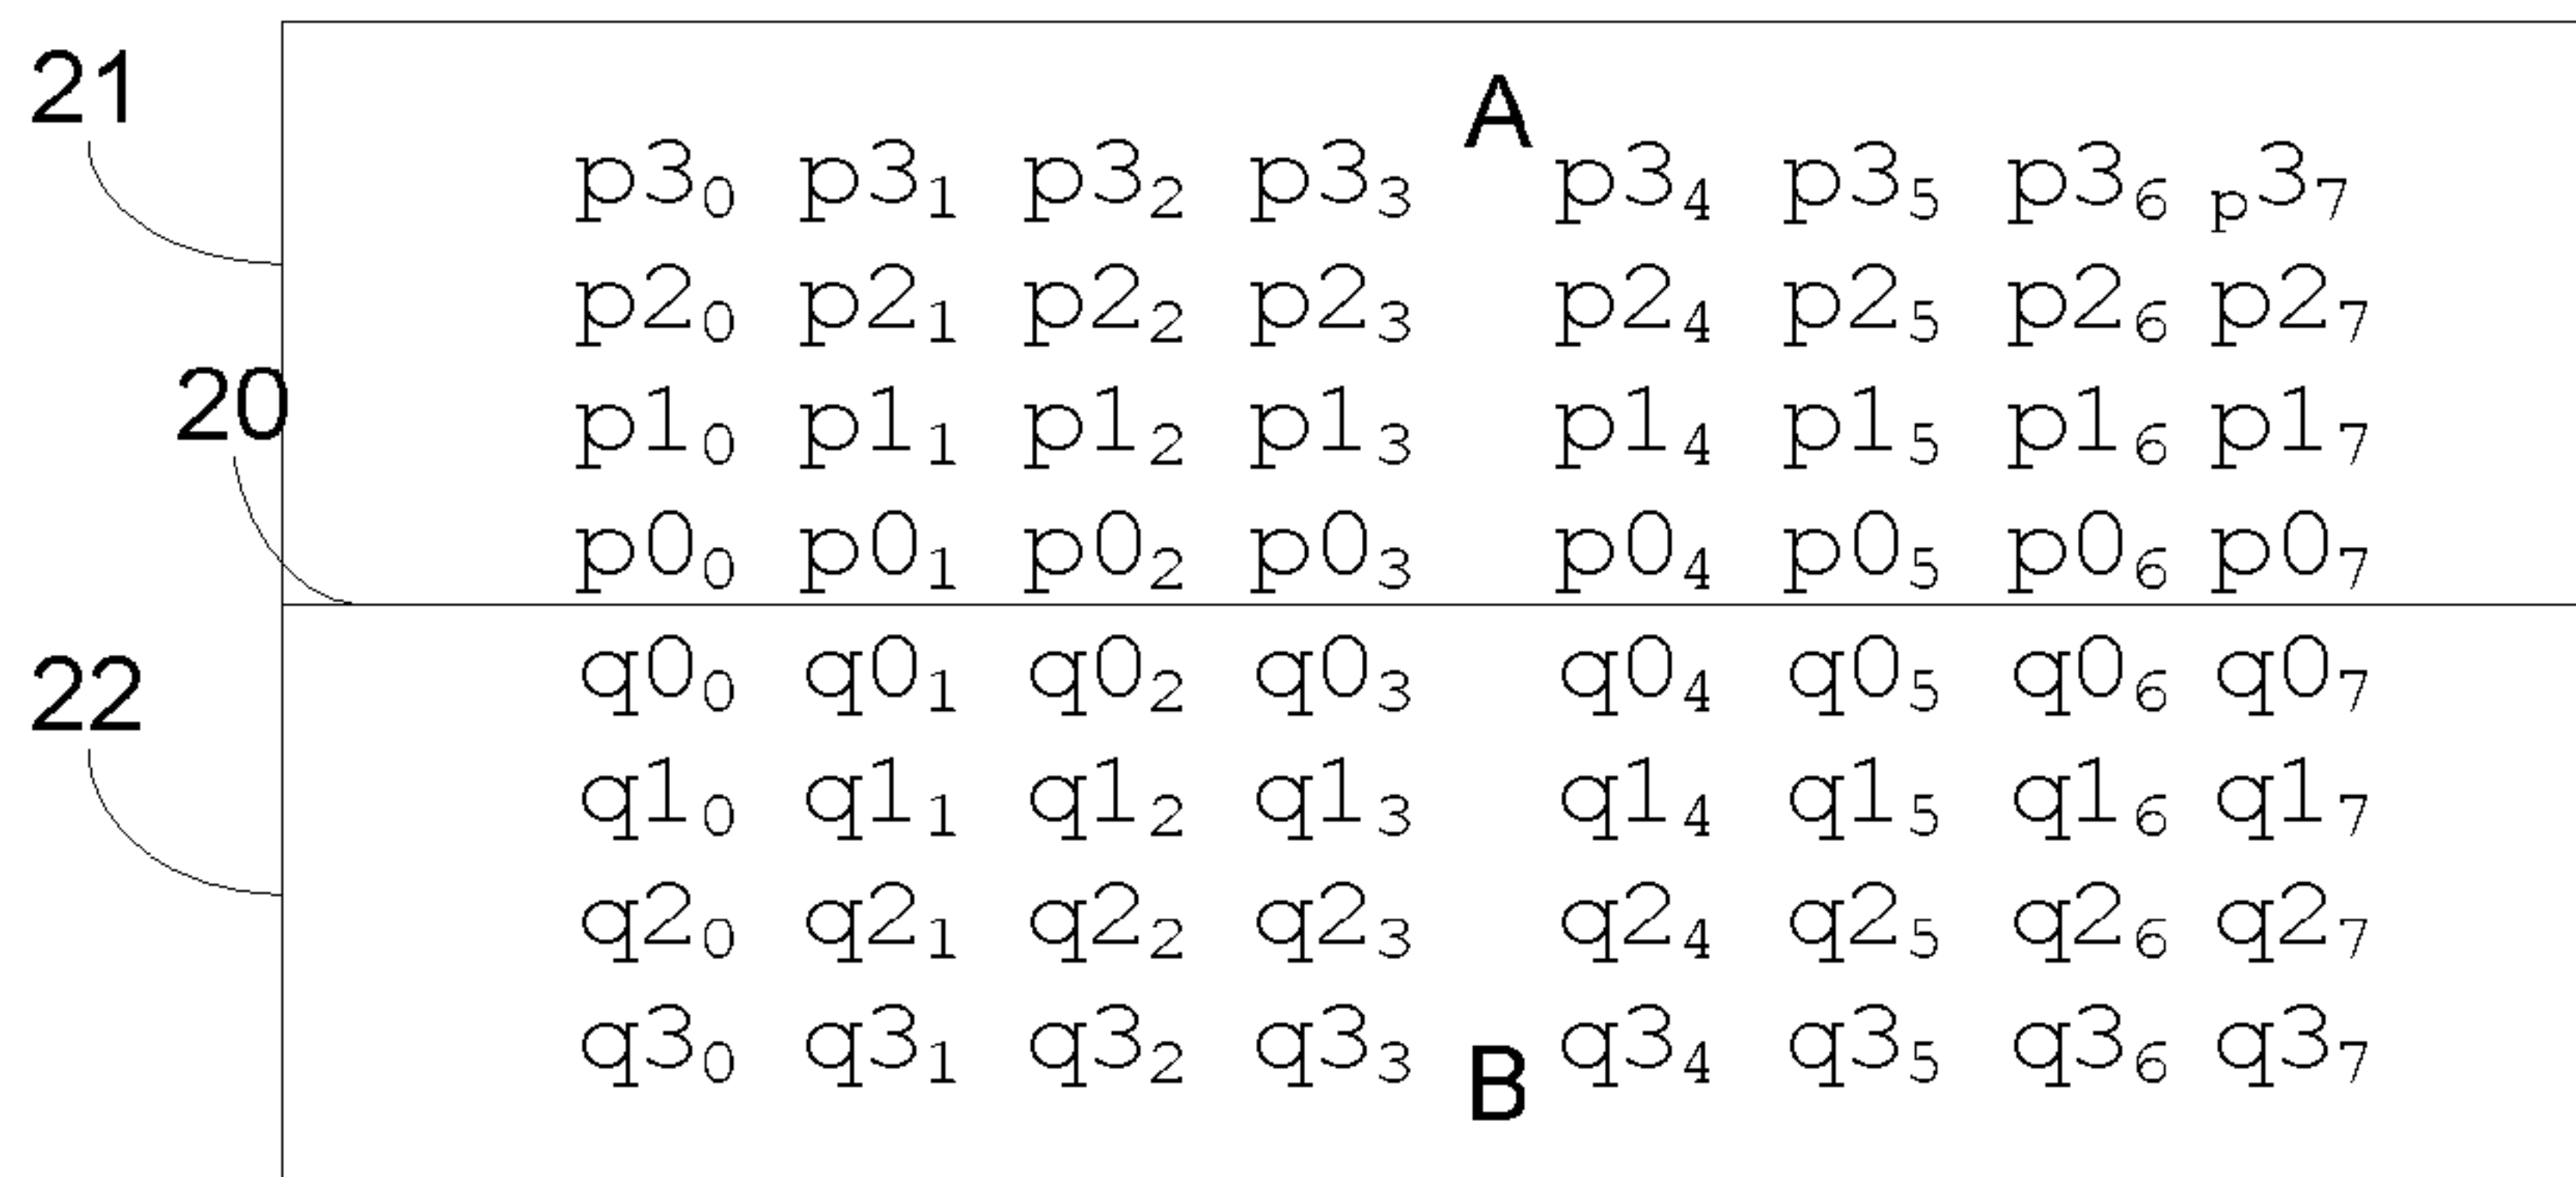 21
A
p3₀ p3₁ p3₂ p3₃ p3₄ p3₅ p3₆ p3₇
p2₀ p2₁ p2₂ p2₃ p2₄ p2₅ p2₆ p2₇
20
p1₀ p1₁ p1₂ p1₃ p1₄ p1₅ p1₆ p1₇
p0₀ p0₁ p0₂ p0₃ p0₄ p0₅ p0₆ p0₇
22
q0₀ q0₁ q0₂ q0₃ q0₄ q0₅ q0₆ q0₇
q1₀ q1₁ q1₂ q1₃ q1₄ q1₅ q1₆ q1₇
q2₀ q2₁ q2₂ q2₃ q2₄ q2₅ q2₆ q2₇
q3₀ q3₁ q3₂ q3₃ q3₄ q3₅ q3₆ q3₇
B